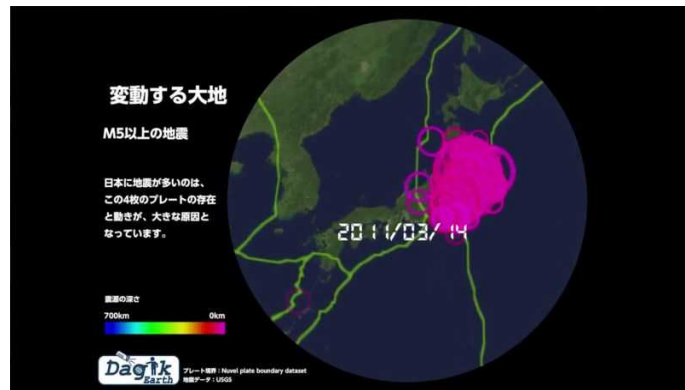 変動する大地
M5以上の地震
日本に地震が多いのは、
この4枚のプレートの存在
と動きが、大きな原因と
なっています。
2011/03/14
震源の深さ
700km 0km
Dagik
Earth
プレート境界：Nuvel plate boundary dataset
地震データ：USGS